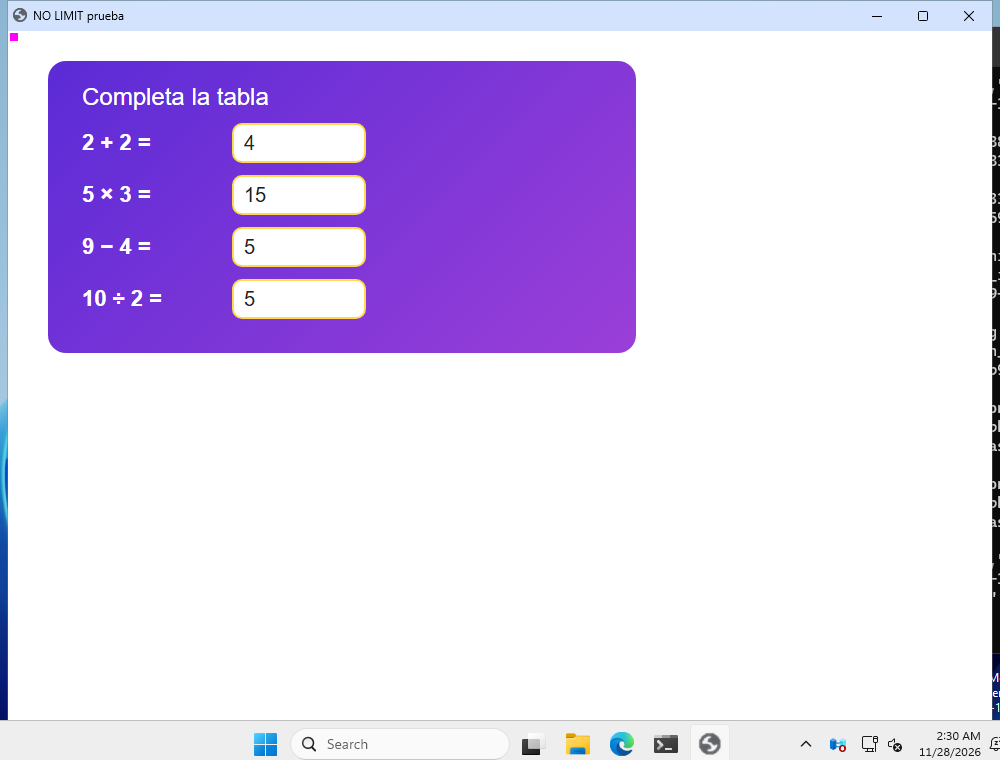 NO LIMIT prueba
Completa la tabla
2 + 2 = 4
5 × 3 = 15
9 − 4 = 5
10 ÷ 2 = 5
Search
2:30 AM
11/28/2026